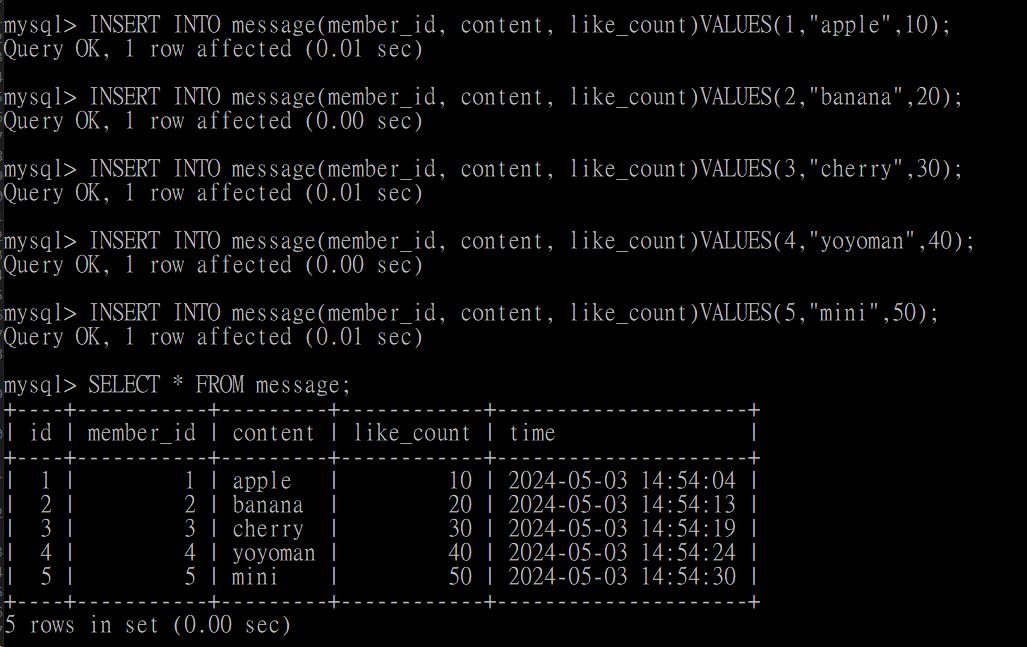 mysql> INSERT INTO message(member_id, content, like_count)VALUES(1,"apple",10);
Query OK, 1 row affected (0.01 sec)
mysql> INSERT INTO message(member_id, content, like_count)VALUES(2,"banana",20);
Query OK, 1 row affected (0.00 sec)
mysql> INSERT INTO message(member_id, content, like_count)VALUES(3,"cherry",30);
Query OK, 1 row affected (0.01 sec)
mysql> INSERT INTO message(member_id, content, like_count)VALUES(4,"yoyoman",40);
Query OK, 1 row affected (0.00 sec)
mysql> INSERT INTO message(member_id, content, like_count)VALUES(5,"mini",50);
Query OK, 1 row affected (0.01 sec)
mysql> SELECT * FROM message;
+----+-----------+---------+------------+---------------------+
| id | member_id | content | like_count | time                |
+----+-----------+---------+------------+---------------------+
|  1 |         1 | apple   |         10 | 2024-05-03 14:54:04 |
|  2 |         2 | banana  |         20 | 2024-05-03 14:54:13 |
|  3 |         3 | cherry  |         30 | 2024-05-03 14:54:19 |
|  4 |         4 | yoyoman |         40 | 2024-05-03 14:54:24 |
|  5 |         5 | mini    |         50 | 2024-05-03 14:54:30 |
+----+-----------+---------+------------+---------------------+
5 rows in set (0.00 sec)